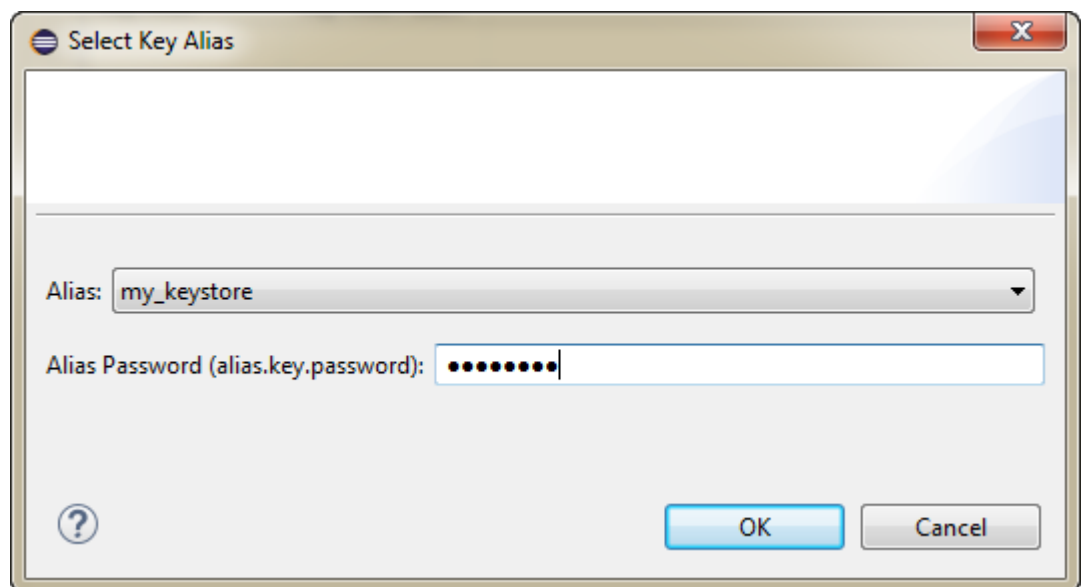 Select Key Alias
Alias: my_keystore
Alias Password (alias.key.password): ●●●●●●●●
?
OK Cancel